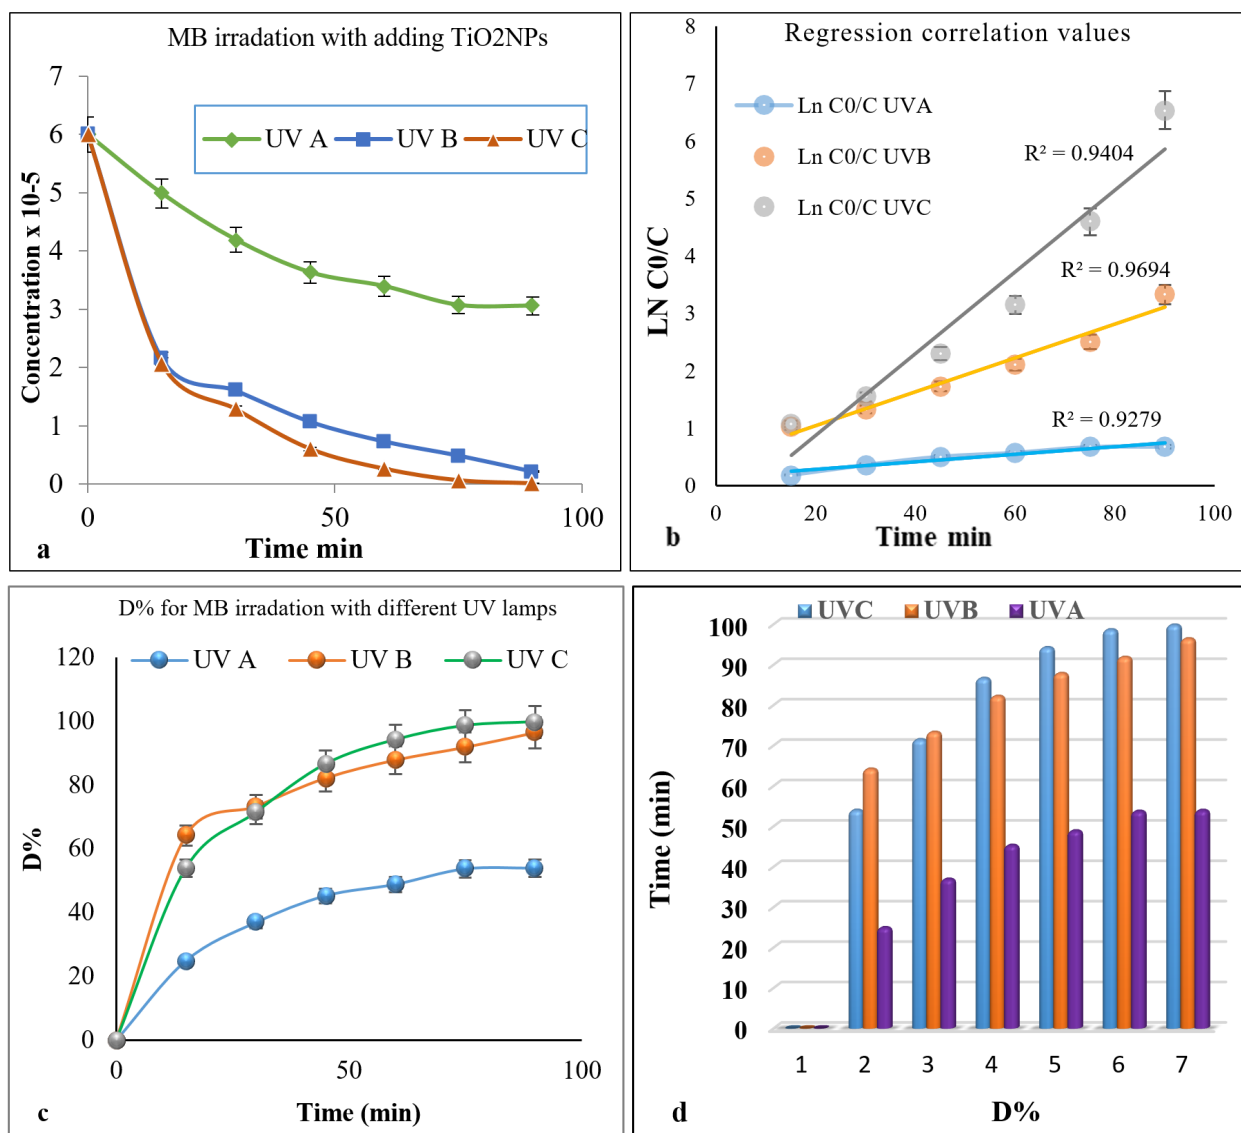 MB irradation with adding TiO2NPs
7
6
5
4
3
2
1
0
UV A UV B UV C
Concentration x 10-5
0 50 100
a Time min
Regression correlation values
8
7
6
5
4
3
2
1
0
Ln C0/C UVA
Ln C0/C UVB
Ln C0/C UVC
R² = 0.9404
R² = 0.9694
R² = 0.9279
LN C0/C
0 20 40 60 80 100
b Time min
D% for MB irradation with different UV lamps
120
100
80
60
40
20
0
UV A UV B UV C
D%
0 50 100
c Time (min)
UVC UVB UVA
100
90
80
70
60
50
40
30
20
10
0
Time (min)
1 2 3 4 5 6 7
d D%